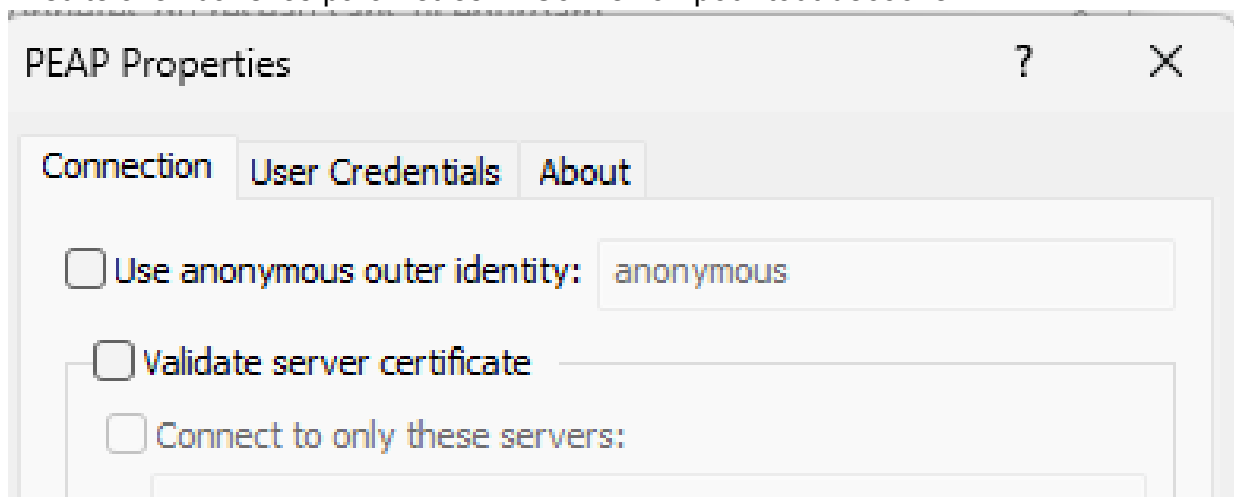 PEAP Properties ? ×
Connection User Credentials About
Use anonymous outer identity: anonymous
Validate server certificate
Connect to only these servers: